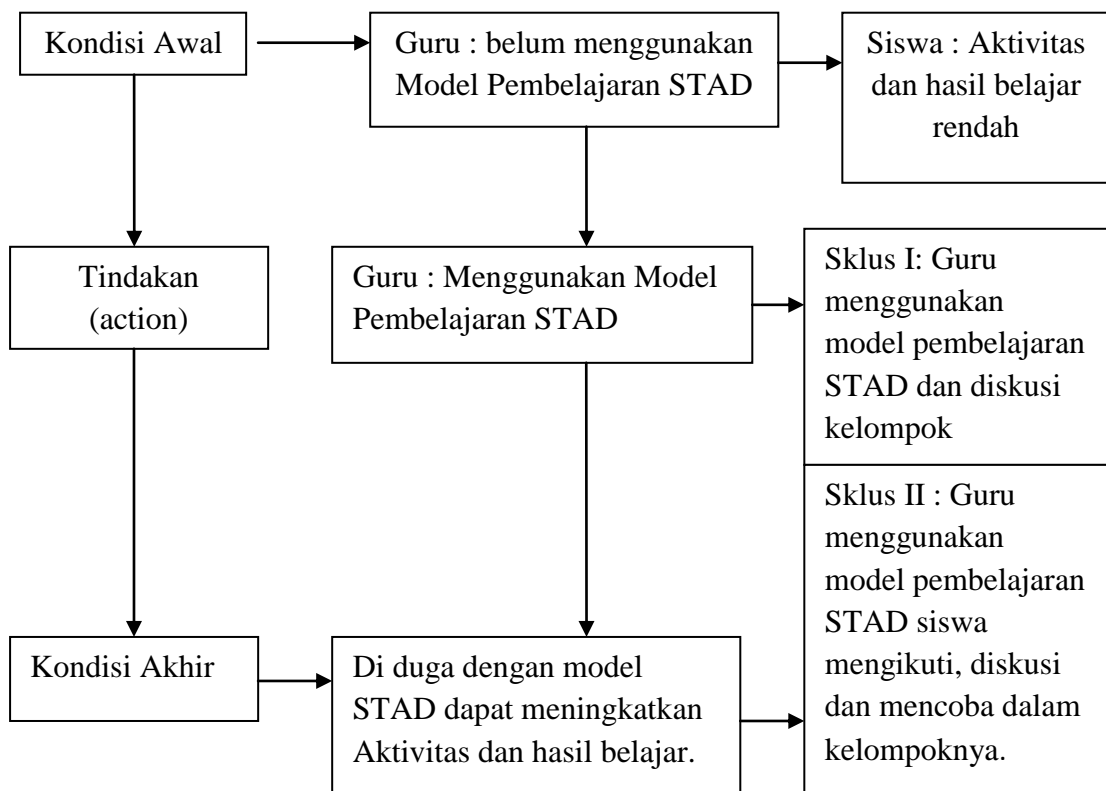 Kondisi Awal
Guru : belum menggunakan
Model Pembelajaran STAD
Siswa : Aktivitas
dan hasil belajar
rendah
Tindakan
(action)
Guru : Menggunakan Model
Pembelajaran STAD
Sklus I: Guru
menggunakan
model pembelajaran
STAD dan diskusi
kelompok
Sklus II : Guru
menggunakan
model pembelajaran
STAD siswa
mengikuti, diskusi
dan mencoba dalam
kelompoknya.
Kondisi Akhir
Di duga dengan model
STAD dapat meningkatkan
Aktivitas dan hasil belajar.